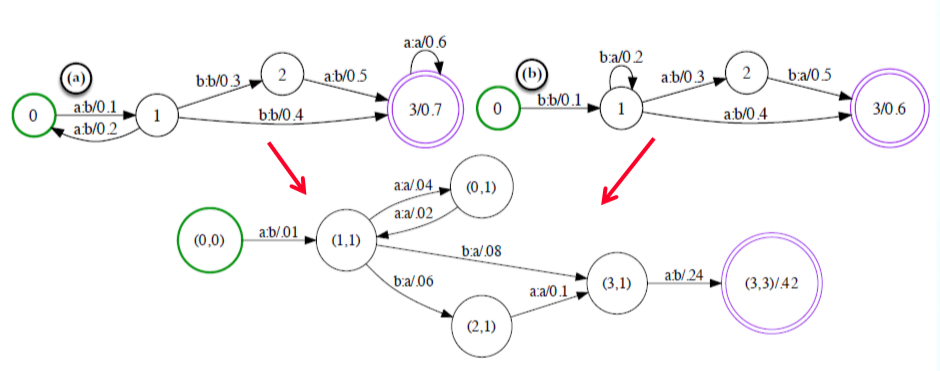 (a)
0
a:b/0.1
a:b/0.2
1
b:b/0.3
b:b/0.4
2
a:b/0.5
a:a/0.6
3/0.7
(b)
0
b:b/0.1
b:a/0.2
1
a:b/0.3
a:b/0.4
2
b:a/0.5
3/0.6
(0,0)
a:b/.01
(1,1)
a:a/.04
a:a/.02
(0,1)
b:a/.08
b:a/.06
(2,1)
a:a/0.1
(3,1)
a:b/.24
(3,3)/.42